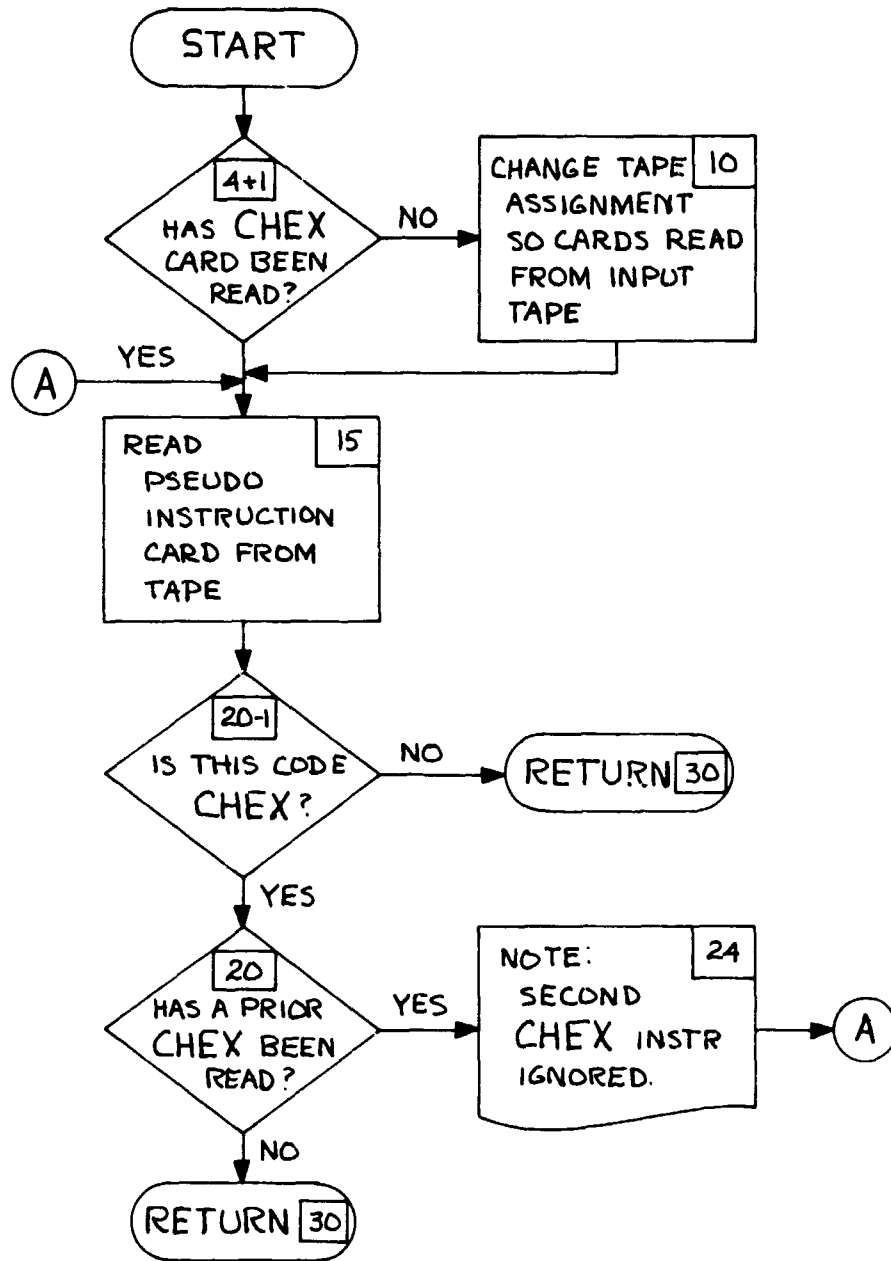 START
4+1
HAS CHEX
CARD BEEN
READ?
NO
10
CHANGE TAPE
ASSIGNMENT
SO CARDS READ
FROM INPUT
TAPE
YES
A
15
READ
PSEUDO
INSTRUCTION
CARD FROM
TAPE
20-1
IS THIS CODE
CHEX?
NO
RETURN 30
YES
20
HAS A PRIOR
CHEX BEEN
READ?
YES
24
NOTE:
SECOND
CHEX INSTR
IGNORED.
A
NO
RETURN 30